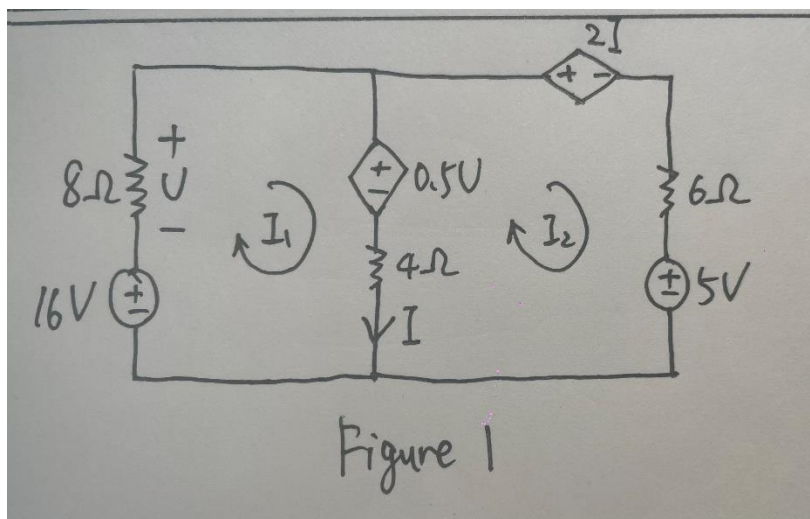 2I
+ -
+
8Ω
U
-
+
-
0.5U
6Ω
I₁
I₂
4Ω
16V
+
-
I
+
-
5V
Figure 1